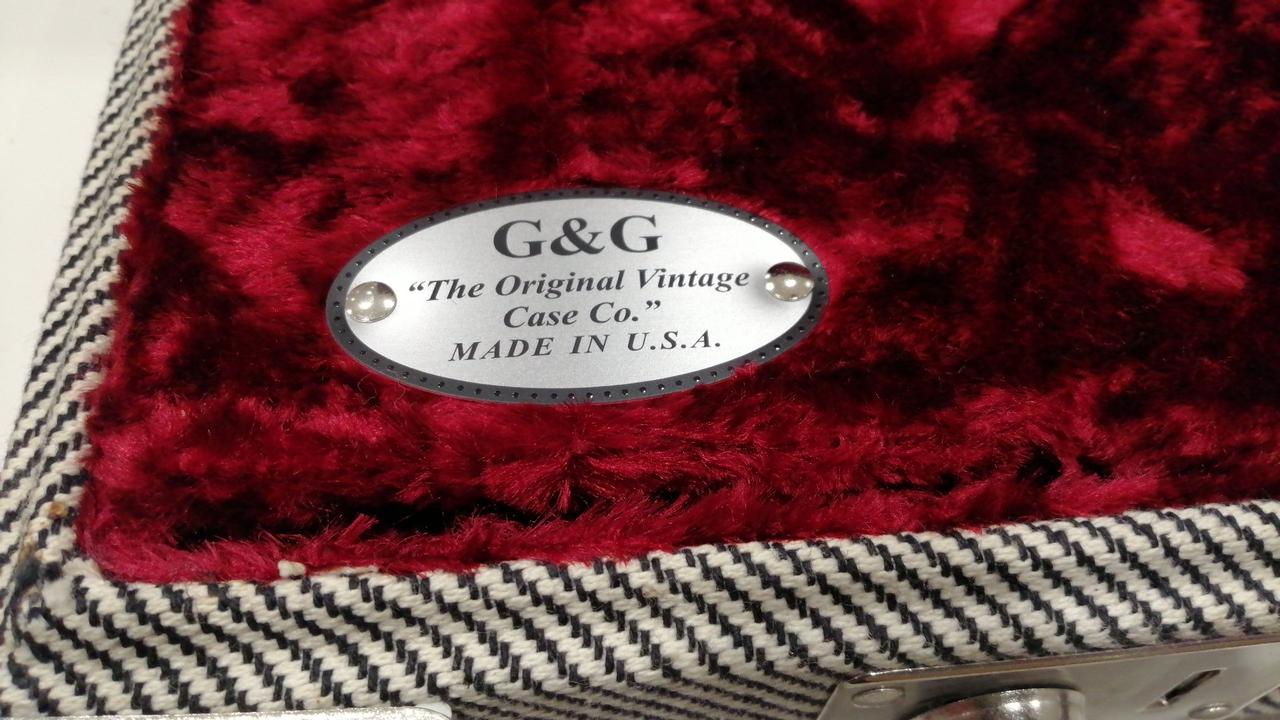 G&G
“The Original Vintage
Case Co.”
MADE IN U.S.A.